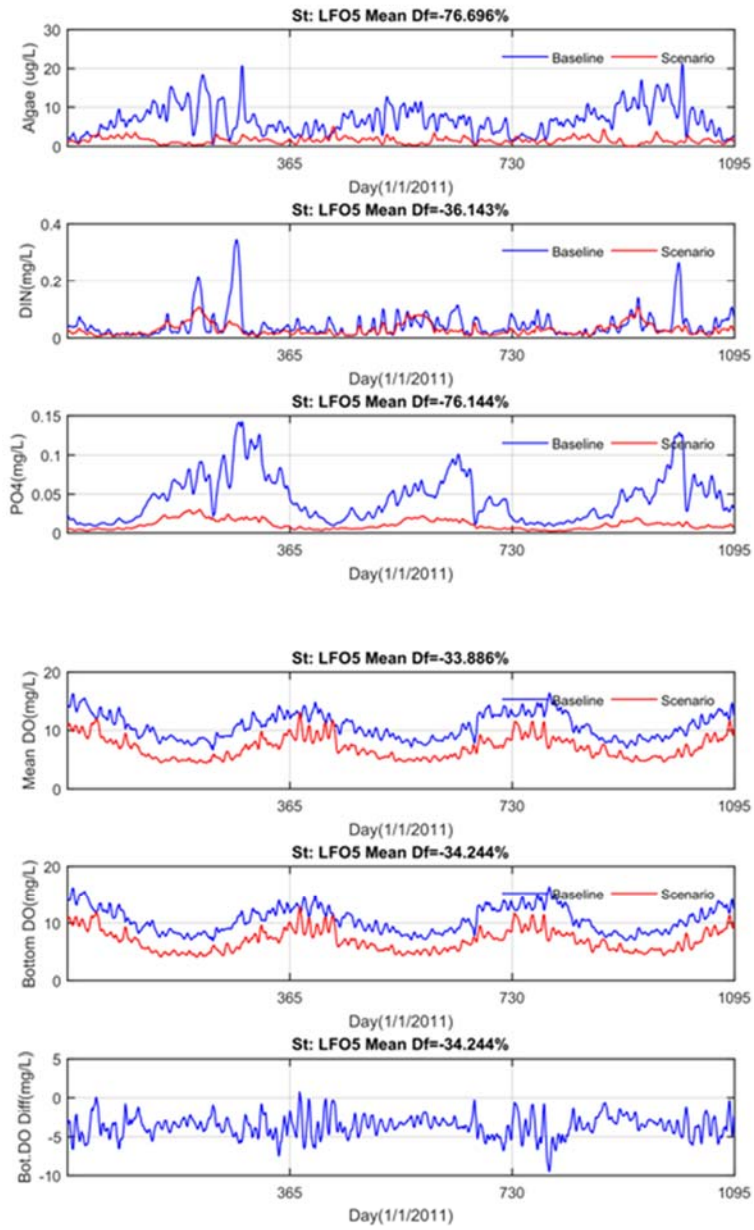 St: LFO5 Mean Df=-76.696%
30
20
10
0
Algae (ug/L)
Baseline
Scenario
365
730
1095
Day(1/1/2011)
St: LFO5 Mean Df=-36.143%
0.4
0.2
0
DIN(mg/L)
Baseline
Scenario
365
730
1095
Day(1/1/2011)
St: LFO5 Mean Df=-76.144%
0.15
0.1
0.05
0
PO4(mg/L)
Baseline
Scenario
365
730
1095
Day(1/1/2011)
St: LFO5 Mean Df=-33.886%
20
10
0
Mean DO(mg/L)
Baseline
Scenario
365
730
1095
Day(1/1/2011)
St: LFO5 Mean Df=-34.244%
20
10
0
Bottom DO(mg/L)
Baseline
Scenario
365
730
1095
Day(1/1/2011)
St: LFO5 Mean Df=-34.244%
5
0
-5
-10
Bot.DO Diff(mg/L)
365
730
1095
Day(1/1/2011)